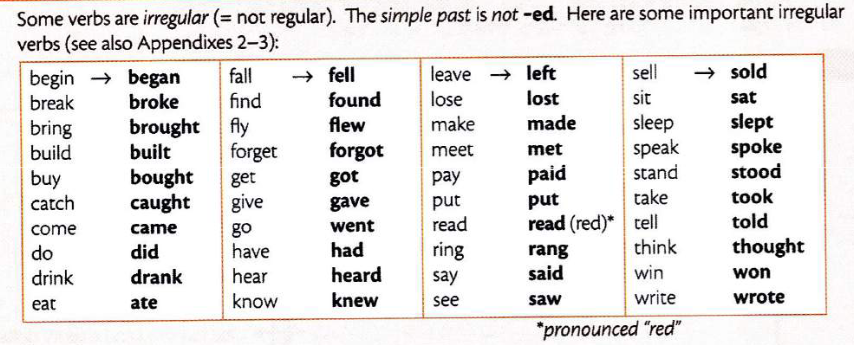 Some verbs are irregular (= not regular). The simple past is not -ed. Here are some important irregular
verbs (see also Appendixes 2–3):
begin → began fall → fell leave → left sell → sold
break broke find found lose lost sit sat
bring brought fly flew make made sleep slept
build built forget forgot meet met speak spoke
buy bought get got pay paid stand stood
catch caught give gave put put take took
come came go went read read (red)* tell told
do did have had ring rang think thought
drink drank hear heard say said win won
eat ate know knew see saw write wrote
*pronounced "red"